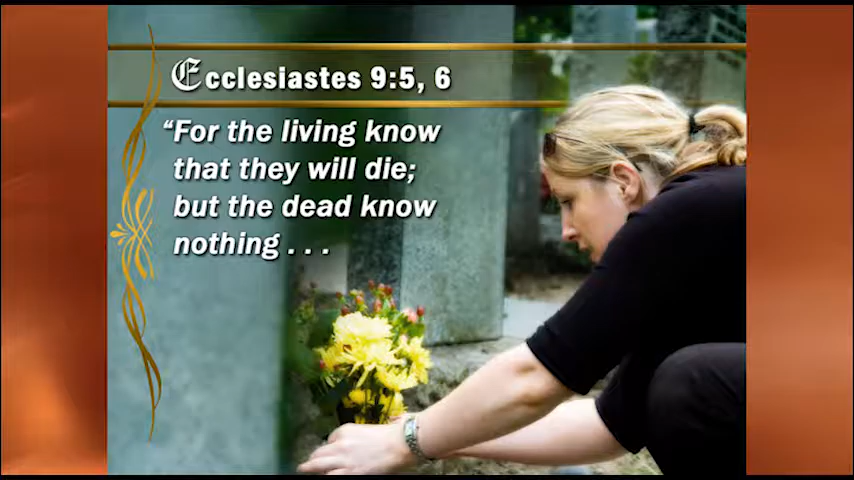 Ecclesiastes 9:5, 6
“For the living know
that they will die;
but the dead know
nothing . . .